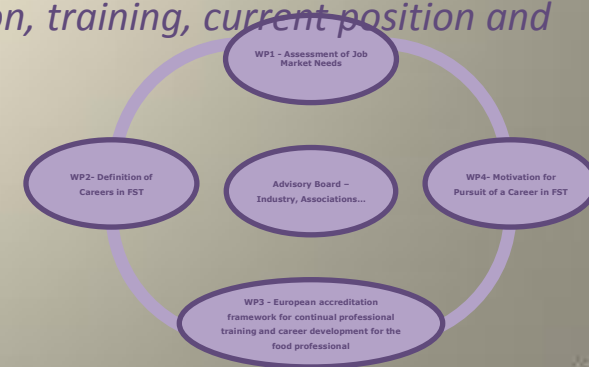 on, training, current position and
WP1 - Assessment of Job
Market Needs
WP2- Definition of
Careers in FST
Advisory Board –
Industry, Associations...
WP4- Motivation for
Pursuit of a Career in FST
WP3 - European accreditation
framework for continual professional
training and career development for the
food professional